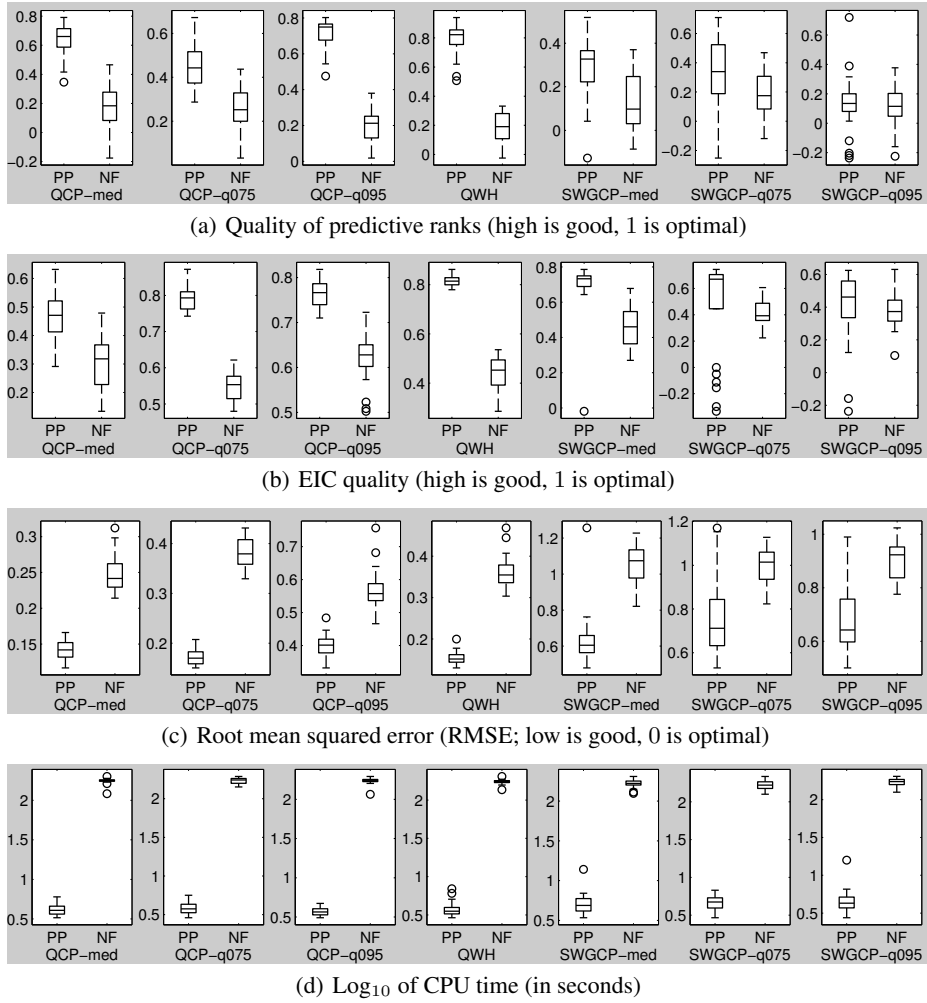 0.8 0.6 0.4 0.2 0 −0.2 PP NF QCP−med
0.6 0.4 0.2 PP NF QCP−q075
0.8 0.6 0.4 0.2 0 PP NF QCP−q095
0.8 0.6 0.4 0.2 0 PP NF QWH
0.4 0.2 0 PP NF SWGCP−med
0.6 0.4 0.2 0 −0.2 PP NF SWGCP−q075
0.6 0.4 0.2 0 −0.2 PP NF SWGCP−q095
(a) Quality of predictive ranks (high is good, 1 is optimal)
0.6 0.5 0.4 0.3 0.2 PP NF QCP−med
0.8 0.7 0.6 0.5 PP NF QCP−q075
0.8 0.7 0.6 0.5 PP NF QCP−q095
0.8 0.6 0.4 PP NF QWH
0.8 0.6 0.4 0.2 0 PP NF SWGCP−med
0.6 0.4 0.2 0 −0.2 PP NF SWGCP−q075
0.6 0.4 0.2 0 −0.2 PP NF SWGCP−q095
(b) EIC quality (high is good, 1 is optimal)
0.3 0.25 0.2 0.15 PP NF QCP−med
0.4 0.3 0.2 PP NF QCP−q075
0.7 0.6 0.5 0.4 PP NF QCP−q095
0.4 0.3 0.2 PP NF QWH
1.2 1 0.8 0.6 PP NF SWGCP−med
1.2 1 0.8 0.6 PP NF SWGCP−q075
1 0.8 0.6 PP NF SWGCP−q095
(c) Root mean squared error (RMSE; low is good, 0 is optimal)
2 1.5 1 0.5 PP NF QCP−med
2 1.5 1 0.5 PP NF QCP−q075
2 1.5 1 0.5 PP NF QCP−q095
2 1.5 1 0.5 PP NF QWH
2 1.5 1 0.5 PP NF SWGCP−med
2 1.5 1 0.5 PP NF SWGCP−q075
2 1.5 1 0.5 PP NF SWGCP−q095
(d) Log10 of CPU time (in seconds)